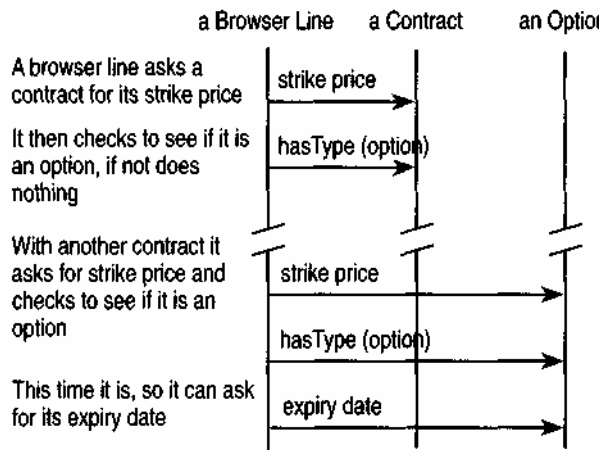 a Browser Line a Contract an Option
A browser line asks a
contract for its strike price
strike price
It then checks to see if it is
an option, if not does
nothing
hasType (option)
With another contract it
asks for strike price and
checks to see if it is an
option
strike price
hasType (option)
This time it is, so it can ask
for its expiry date
expiry date